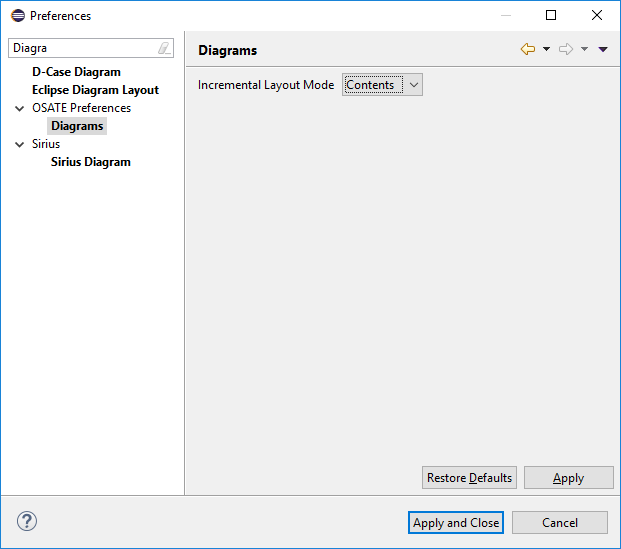 Preferences
Diagra
D-Case Diagram
Eclipse Diagram Layout
OSATE Preferences
Diagrams
Sirius
Sirius Diagram
Diagrams
Incremental Layout Mode Contents
Restore Defaults Apply
Apply and Close Cancel